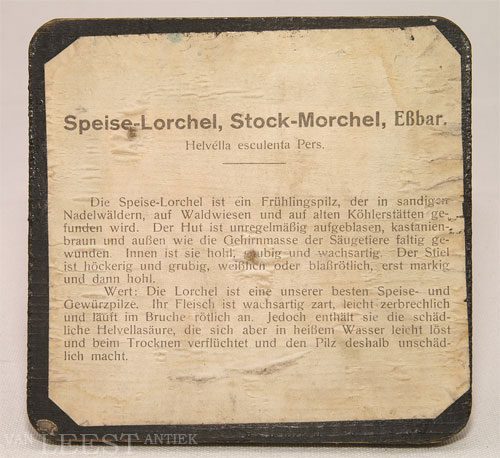 Speise-Lorchel, Stock-Morchel, Eßbar.
Helvélla esculenta Pers.
Die Speise-Lorchel ist ein Frühlingspilz, der in sandigen
Nadelwäldern, auf Waldwiesen und auf alten Köhlerstätten ge-
funden wird. Der Hut ist unregelmäßig aufgeblasen, kastanien-
braun und außen wie die Gehirnmasse der Säugetiere faltig ge-
wunden. Innen ist sie hohl, grubig und wachsartig. Der Stiel
ist höckerig und grubig, weißlich oder blaßrötlich, erst markig
und dann hohl.
Wert: Die Lorchel ist eine unserer besten Speise- und
Gewürzpilze. Ihr Fleisch ist wachsartig zart, leicht zerbrechlich
und läuft im Bruche rötlich an. Jedoch enthält sie die schäd-
liche Helvellasäure, die sich aber in heißem Wasser leicht löst
und beim Trocknen verflüchtet und den Pilz deshalb unschäd-
lich macht.
VAN LEEST ANTIEK